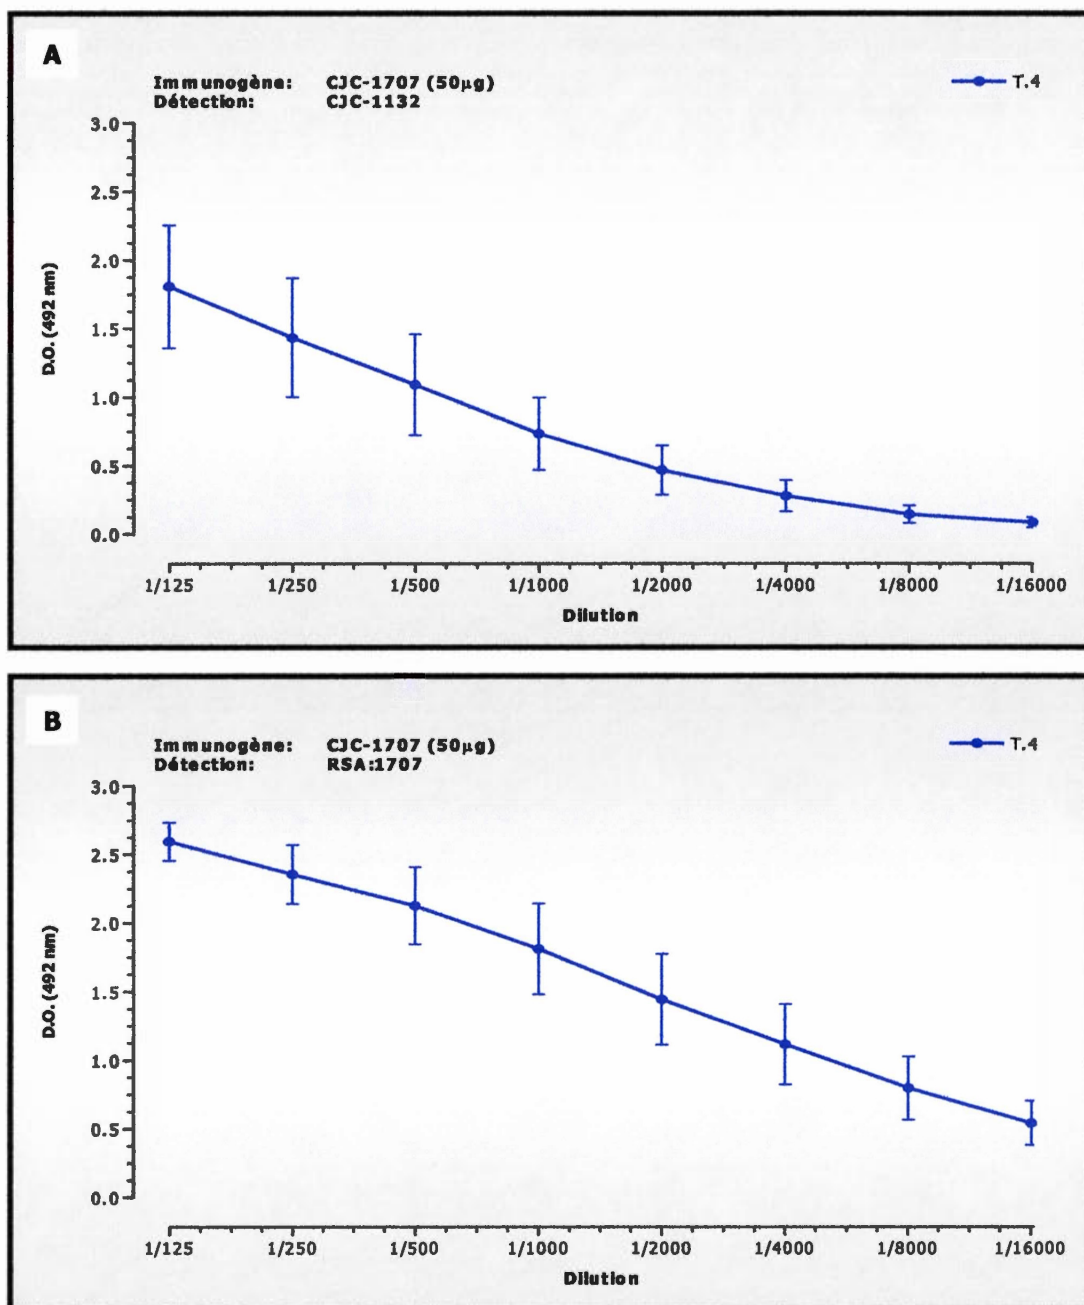 A
Immunogène: CJC-1707 (50µg)
Détection: CJC-1132
T.4
3.0
2.5
2.0
1.5
1.0
0.5
0.0
D.O. (492 nm)
1/125 1/250 1/500 1/1000 1/2000 1/4000 1/8000 1/16000
Dilution
B
Immunogène: CJC-1707 (50µg)
Détection: RSA:1707
T.4
3.0
2.5
2.0
1.5
1.0
0.5
0.0
D.O. (492 nm)
1/125 1/250 1/500 1/1000 1/2000 1/4000 1/8000 1/16000
Dilution